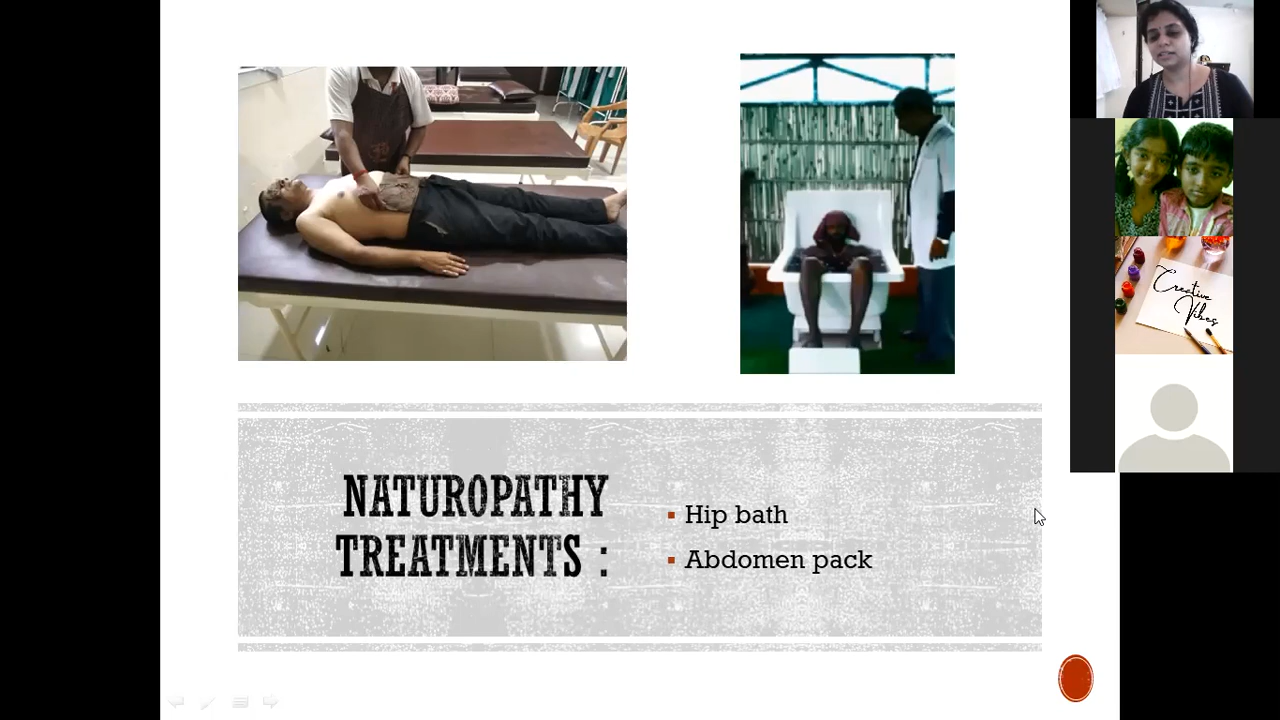 Creative
Vibes
NATUROPATHY
TREATMENTS :
Hip bath
Abdomen pack